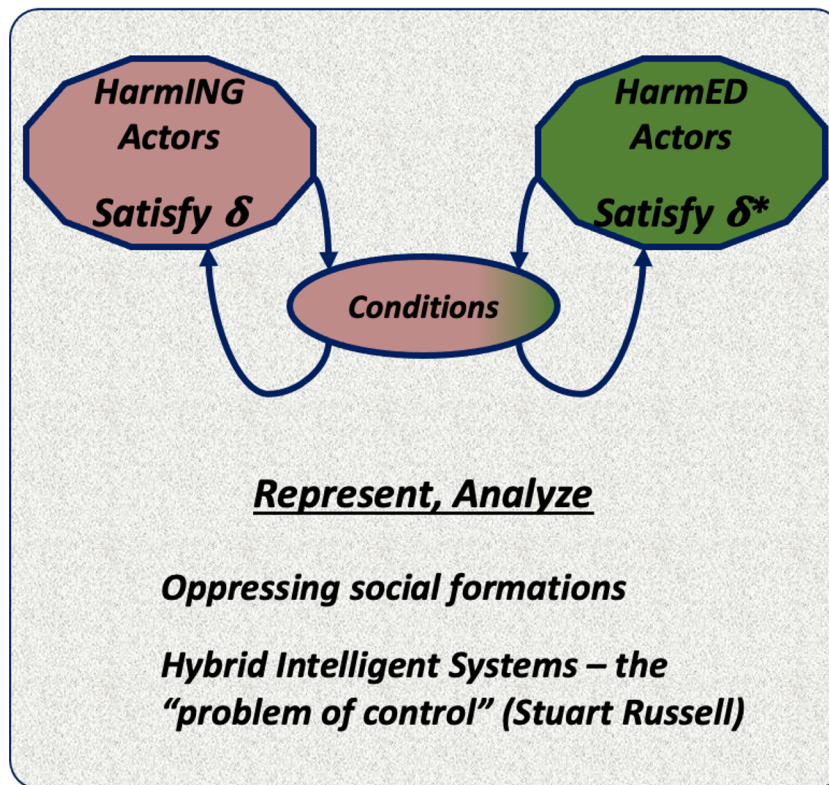 HarmING
Actors
Satisfy δ
HarmED
Actors
Satisfy δ*
Conditions
Represent, Analyze
Oppressing social formations
Hybrid Intelligent Systems – the
“problem of control” (Stuart Russell)